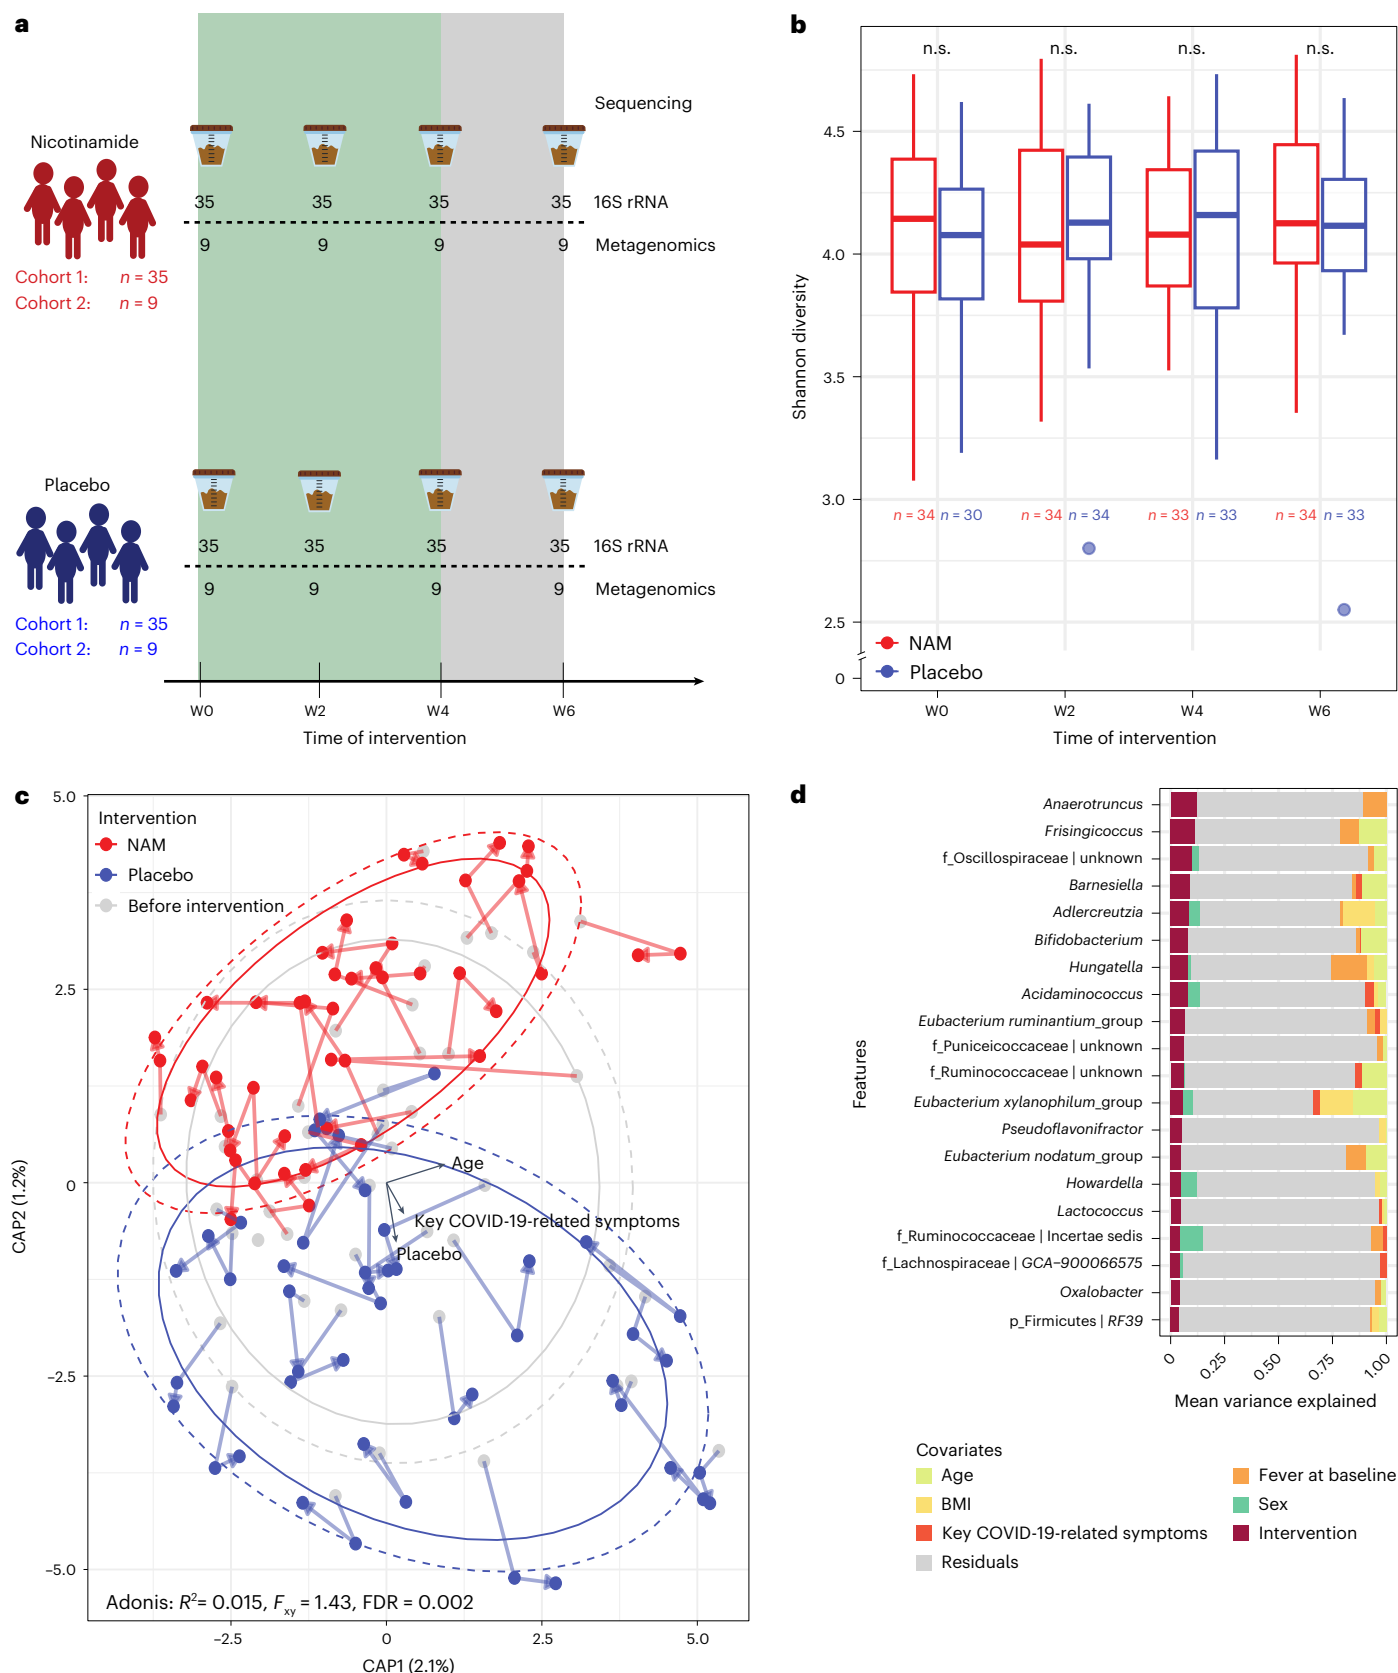 a
Sequencing
Nicotinamide
35 35 35 35 16S rRNA
9 9 9 9 Metagenomics
Cohort 1: n = 35
Cohort 2: n = 9
Placebo
35 35 35 35 16S rRNA
9 9 9 9 Metagenomics
Cohort 1: n = 35
Cohort 2: n = 9
W0 W2 W4 W6
Time of intervention
b
n.s. n.s. n.s. n.s.
4.5
4.0
3.5
3.0
2.5
0
Shannon diversity
n = 34 n = 30 n = 34 n = 34 n = 33 n = 33 n = 34 n = 33
NAM
Placebo
W0 W2 W4 W6
Time of intervention
c
5.0
2.5
0
−2.5
−5.0
CAP2 (1.2%)
Intervention
NAM
Placebo
Before intervention
Age
Key COVID-19-related symptoms
Placebo
Adonis: R2= 0.015, Fxy = 1.43, FDR = 0.002
−2.5 0 2.5 5.0
CAP1 (2.1%)
d
Features
Anaerotruncus
Frisingicoccus
f_Oscillospiraceae | unknown
Barnesiella
Adlercreutzia
Bifidobacterium
Hungatella
Acidaminococcus
Eubacterium ruminantium_group
f_Puniceicoccaceae | unknown
f_Ruminococcaceae | unknown
Eubacterium xylanophilum_group
Pseudoflavonifractor
Eubacterium nodatum_group
Howardella
Lactococcus
f_Ruminococcaceae | Incertae sedis
f_Lachnospiraceae | GCA−900066575
Oxalobacter
p_Firmicutes | RF39
0 0.25 0.50 0.75 1.00
Mean variance explained
Covariates
Age
BMI
Key COVID-19-related symptoms
Residuals
Fever at baseline
Sex
Intervention